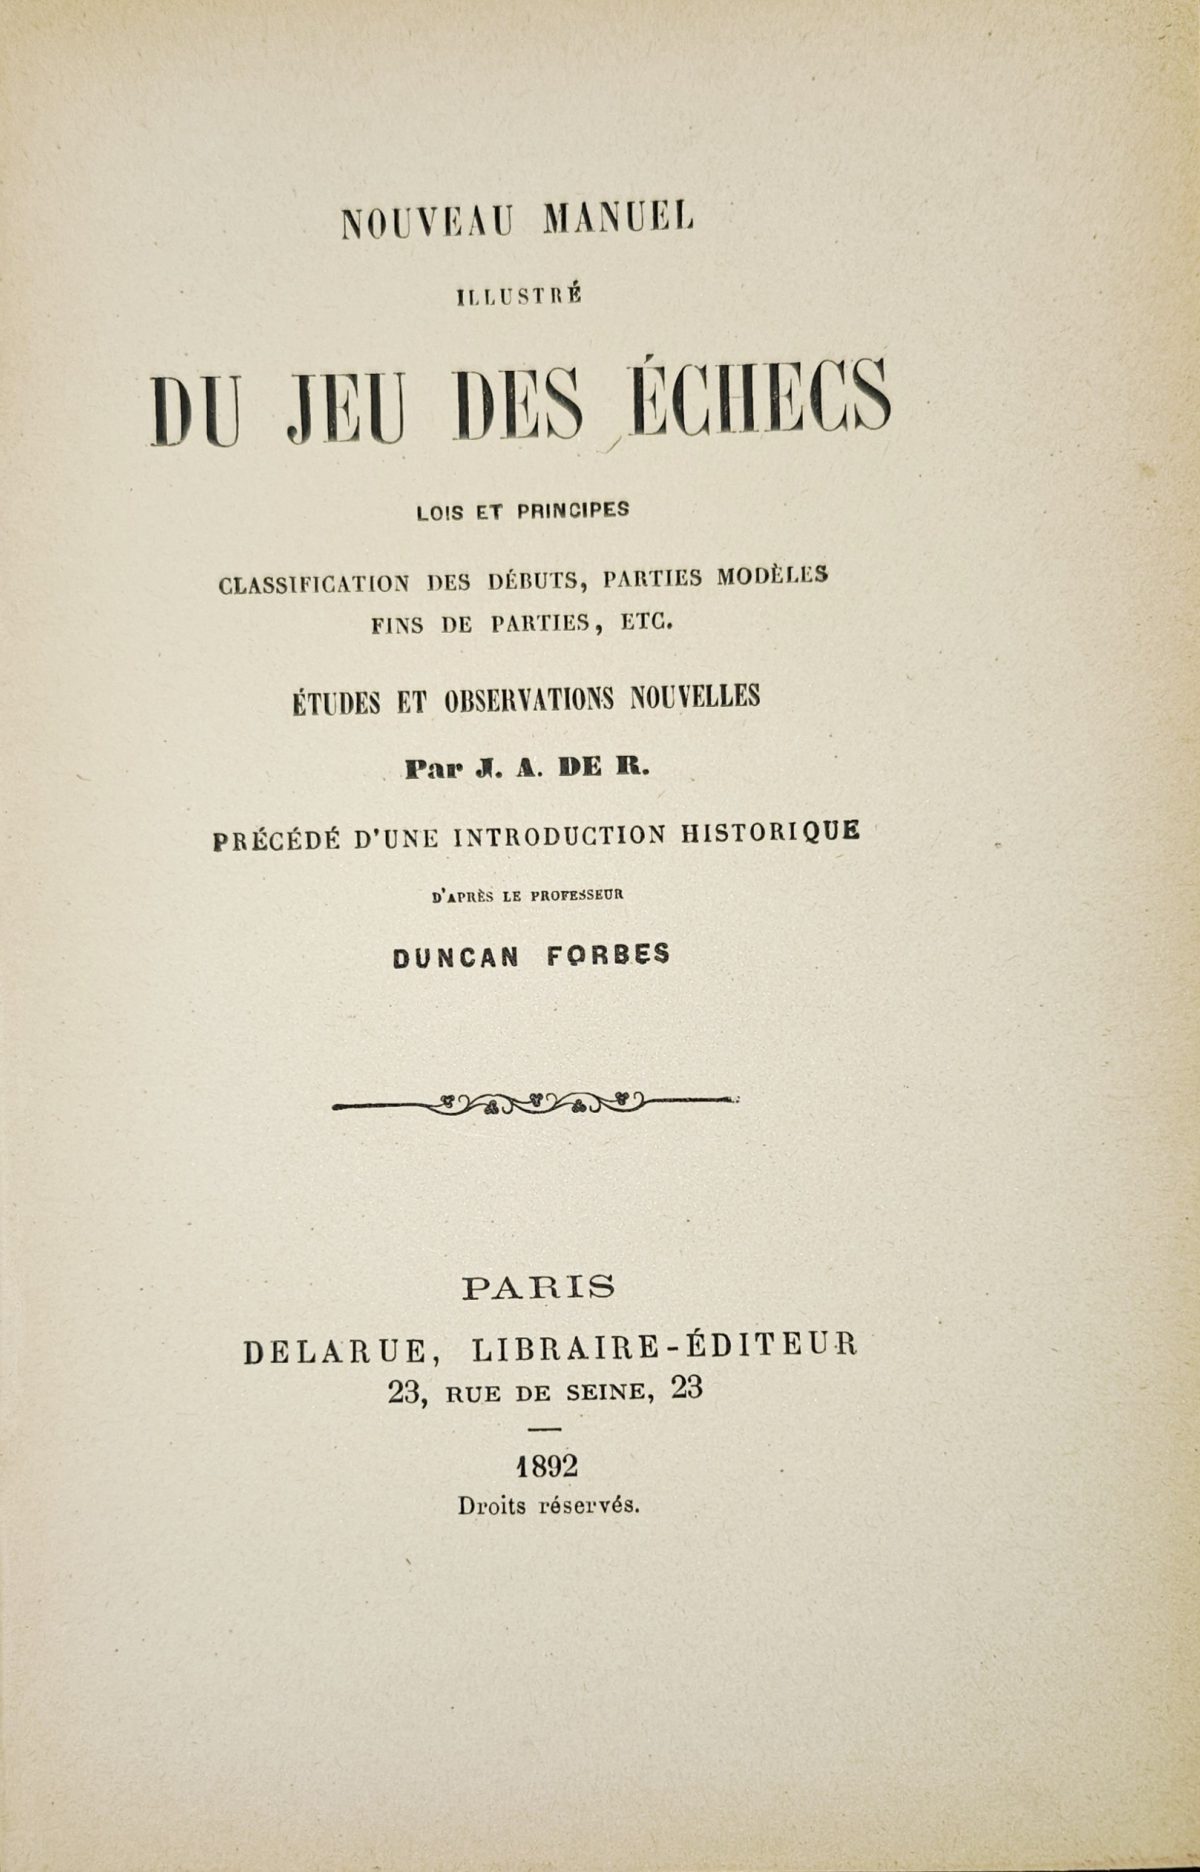 NOUVEAU MANUEL
ILLUSTRÉ
DU JEU DES ÉCHECS
LOIS ET PRINCIPES
CLASSIFICATION DES DÉBUTS, PARTIES MODÈLES
FINS DE PARTIES, ETC.
ÉTUDES ET OBSERVATIONS NOUVELLES
Par J. A. DE R.
PRÉCÉDÉ D'UNE INTRODUCTION HISTORIQUE
D'APRÈS LE PROFESSEUR
DUNCAN FORBES
PARIS
DELARUE, LIBRAIRE-ÉDITEUR
23, RUE DE SEINE, 23
1892
Droits réservés.